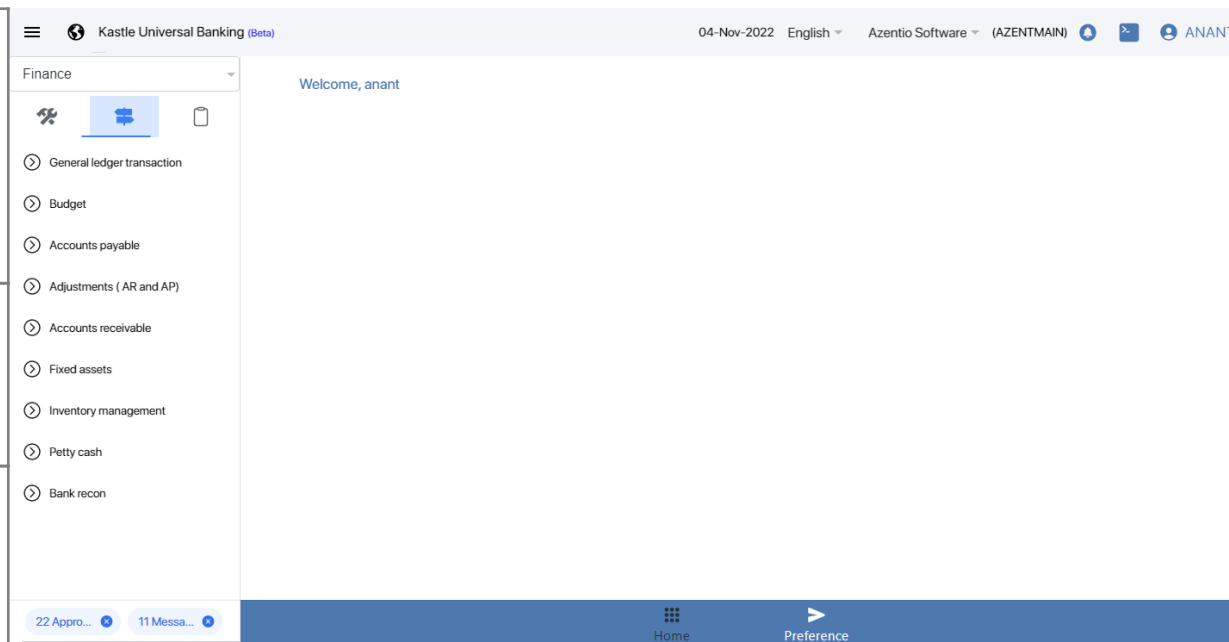 Kastle Universal Banking (Beta) 04-Nov-2022 English Azentio Software (AZENTMAIN) ANANT
Finance
Welcome, anant
General ledger transaction
Budget
Accounts payable
Adjustments ( AR and AP)
Accounts receivable
Fixed assets
Inventory management
Petty cash
Bank recon
22 Appro... 11 Messa...
Home Preference